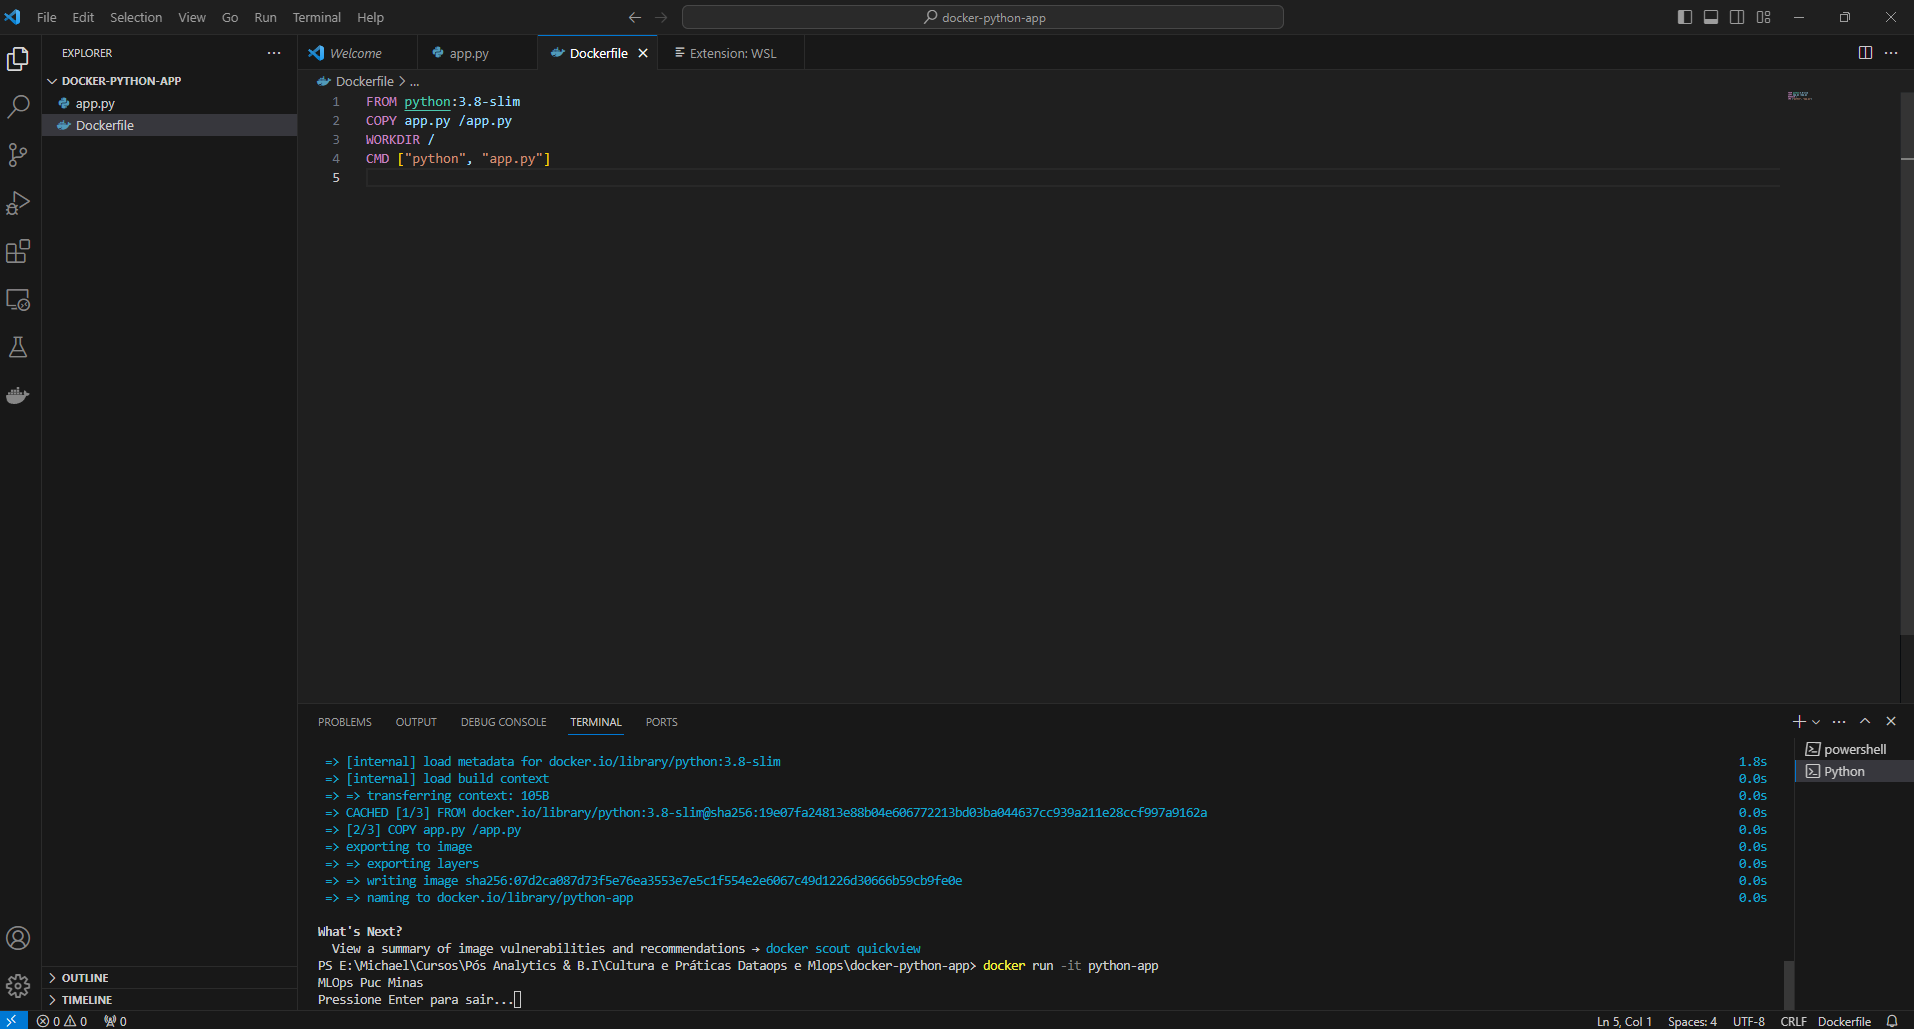 File Edit Selection View Go Run Terminal Help
docker-python-app
EXPLORER
DOCKER-PYTHON-APP
app.py
Dockerfile
OUTLINE
TIMELINE
Welcome
app.py
Dockerfile
Extension: WSL
Dockerfile > ...
1 FROM python:3.8-slim
2 COPY app.py /app.py
3 WORKDIR /
4 CMD ["python", "app.py"]
5
PROBLEMS OUTPUT DEBUG CONSOLE TERMINAL PORTS
=> [internal] load metadata for docker.io/library/python:3.8-slim 1.8s
=> [internal] load build context 0.0s
=> => transferring context: 105B 0.0s
=> CACHED [1/3] FROM docker.io/library/python:3.8-slim@sha256:19e07fa24813e88b04e606772213bd03ba044637cc939a211e28ccf997a9162a 0.0s
=> [2/3] COPY app.py /app.py 0.0s
=> exporting to image 0.0s
=> => exporting layers 0.0s
=> => writing image sha256:07d2ca087d73f5e76ea3553e7e5c1f554e2e6067c49d1226d30666b59cb9fe0e 0.0s
=> => naming to docker.io/library/python-app 0.0s
What's Next?
View a summary of image vulnerabilities and recommendations → docker scout quickview
PS E:\Michael\Cursos\Pós Analytics & B.I\Cultura e Práticas Dataops e Mlops\docker-python-app> docker run -it python-app
MLOps Puc Minas
Pressione Enter para sair...
powershell
Python
0 0 0
Ln 5, Col 1 Spaces: 4 UTF-8 CRLF Dockerfile